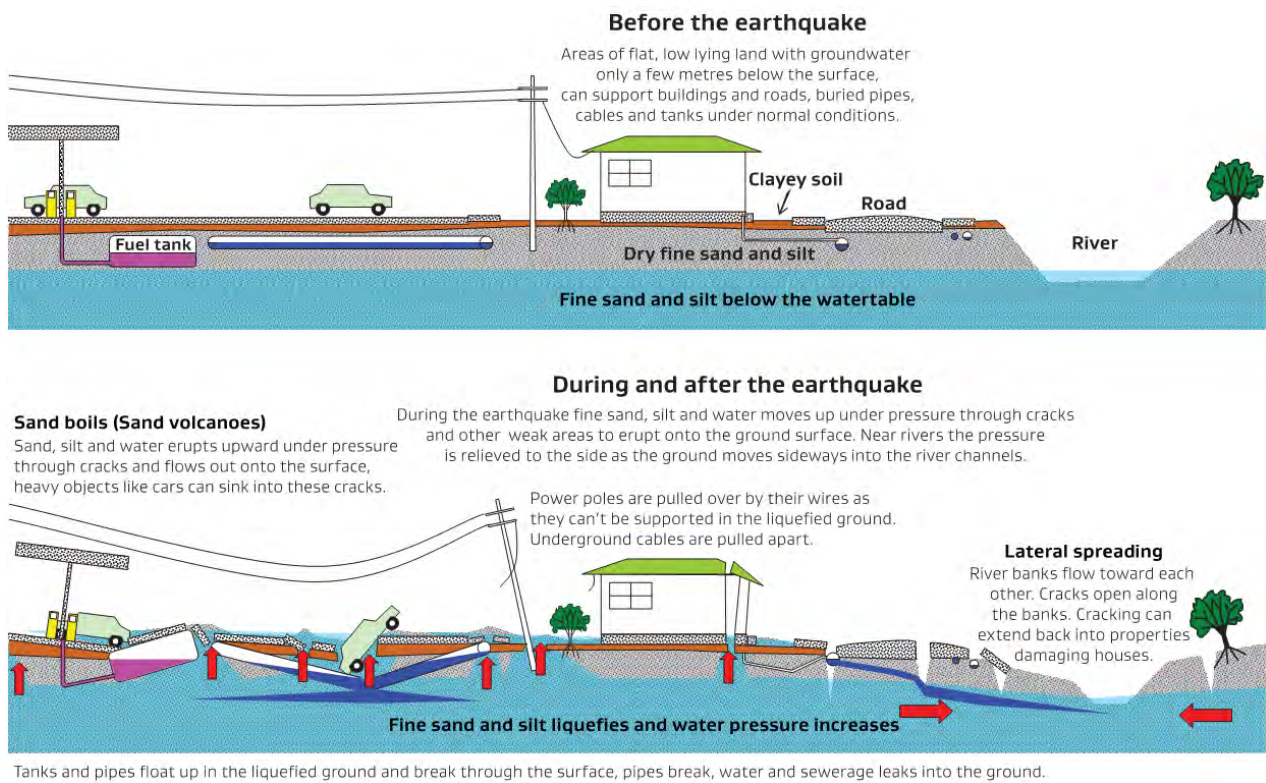 Before the earthquake
Areas of flat, low lying land with groundwater
only a few metres below the surface,
can support buildings and roads, buried pipes,
cables and tanks under normal conditions.
Clayey soil
Road
Fuel tank
River
Dry fine sand and silt
Fine sand and silt below the watertable
During and after the earthquake
Sand boils (Sand volcanoes)
Sand, silt and water erupts upward under pressure
through cracks and flows out onto the surface,
heavy objects like cars can sink into these cracks.
During the earthquake fine sand, silt and water moves up under pressure through cracks
and other weak areas to erupt onto the ground surface. Near rivers the pressure
is relieved to the side as the ground moves sideways into the river channels.
Power poles are pulled over by their wires as
they can't be supported in the liquefied ground.
Underground cables are pulled apart.
Lateral spreading
River banks flow toward each
other. Cracks open along
the banks. Cracking can
extend back into properties
damaging houses.
Fine sand and silt liquefies and water pressure increases
Tanks and pipes float up in the liquefied ground and break through the surface, pipes break, water and sewerage leaks into the ground.